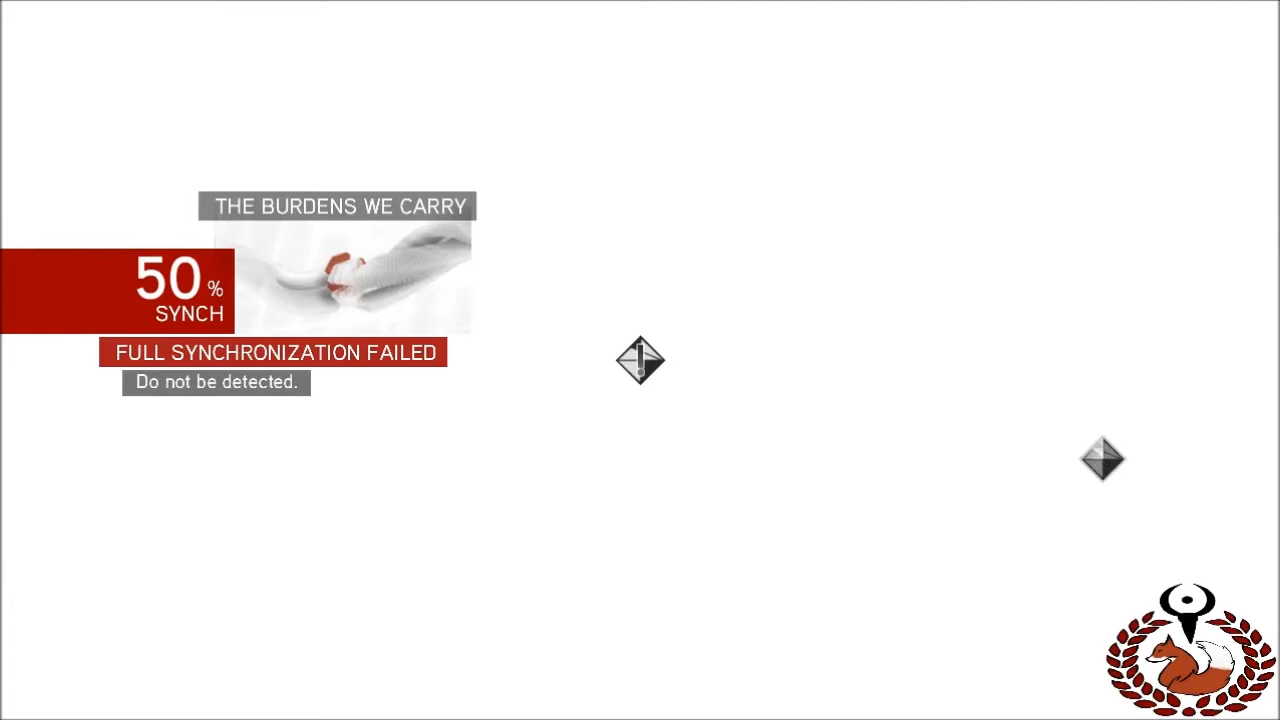 THE BURDENS WE CARRY
50%
SYNCH
FULL SYNCHRONIZATION FAILED
Do not be detected.